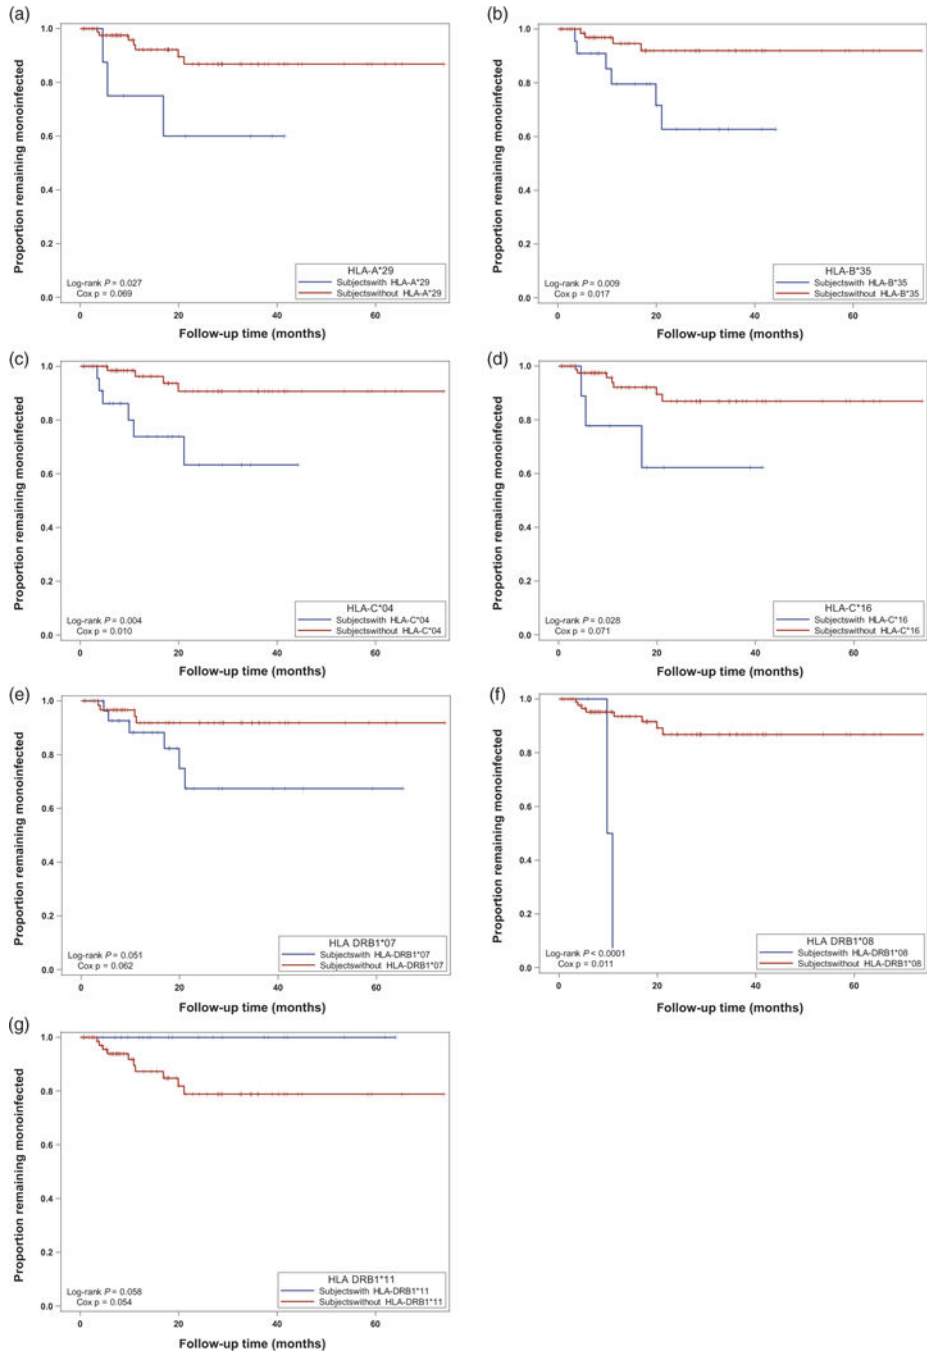 (a)
1.0
0.8
0.6
0.4
0.2
0.0
Proportion remaining monoinfected
Log-rank P = 0.027
Cox p = 0.069
HLA-A*29
Subjectswith HLA-A*29
Subjectswithout HLA-A*29
0 20 40 60
Follow-up time (months)
(b)
1.0
0.8
0.6
0.4
0.2
0.0
Proportion remaining monoinfected
Log-rank P = 0.009
Cox p = 0.017
HLA-B*35
Subjectswith HLA-B*35
Subjectswithout HLA-B*35
0 20 40 60
Follow-up time (months)
(c)
1.0
0.8
0.6
0.4
0.2
0.0
Proportion remaining monoinfected
Log-rank P = 0.004
Cox p = 0.010
HLA-C*04
Subjectswith HLA-C*04
Subjectswithout HLA-C*04
0 20 40 60
Follow-up time (months)
(d)
1.0
0.8
0.6
0.4
0.2
0.0
Proportion remaining monoinfected
Log-rank P = 0.028
Cox p = 0.071
HLA-C*16
Subjectswith HLA-C*16
Subjectswithout HLA-C*16
0 20 40 60
Follow-up time (months)
(e)
1.0
0.8
0.6
0.4
0.2
0.0
Proportion remaining monoinfected
Log-rank P = 0.051
Cox p = 0.062
HLA DRB1*07
Subjectswith HLA-DRB1*07
Subjectswithout HLA-DRB1*07
0 20 40 60
Follow-up time (months)
(f)
1.0
0.8
0.6
0.4
0.2
0.0
Proportion remaining monoinfected
Log-rank P < 0.0001
Cox p = 0.011
HLA DRB1*08
Subjectswith HLA-DRB1*08
Subjectswithout HLA-DRB1*08
0 20 40 60
Follow-up time (months)
(g)
1.0
0.8
0.6
0.4
0.2
0.0
Proportion remaining monoinfected
Log-rank P = 0.058
Cox p = 0.054
HLA DRB1*11
Subjectswith HLA-DRB1*11
Subjectswithout HLA-DRB1*11
0 20 40 60
Follow-up time (months)